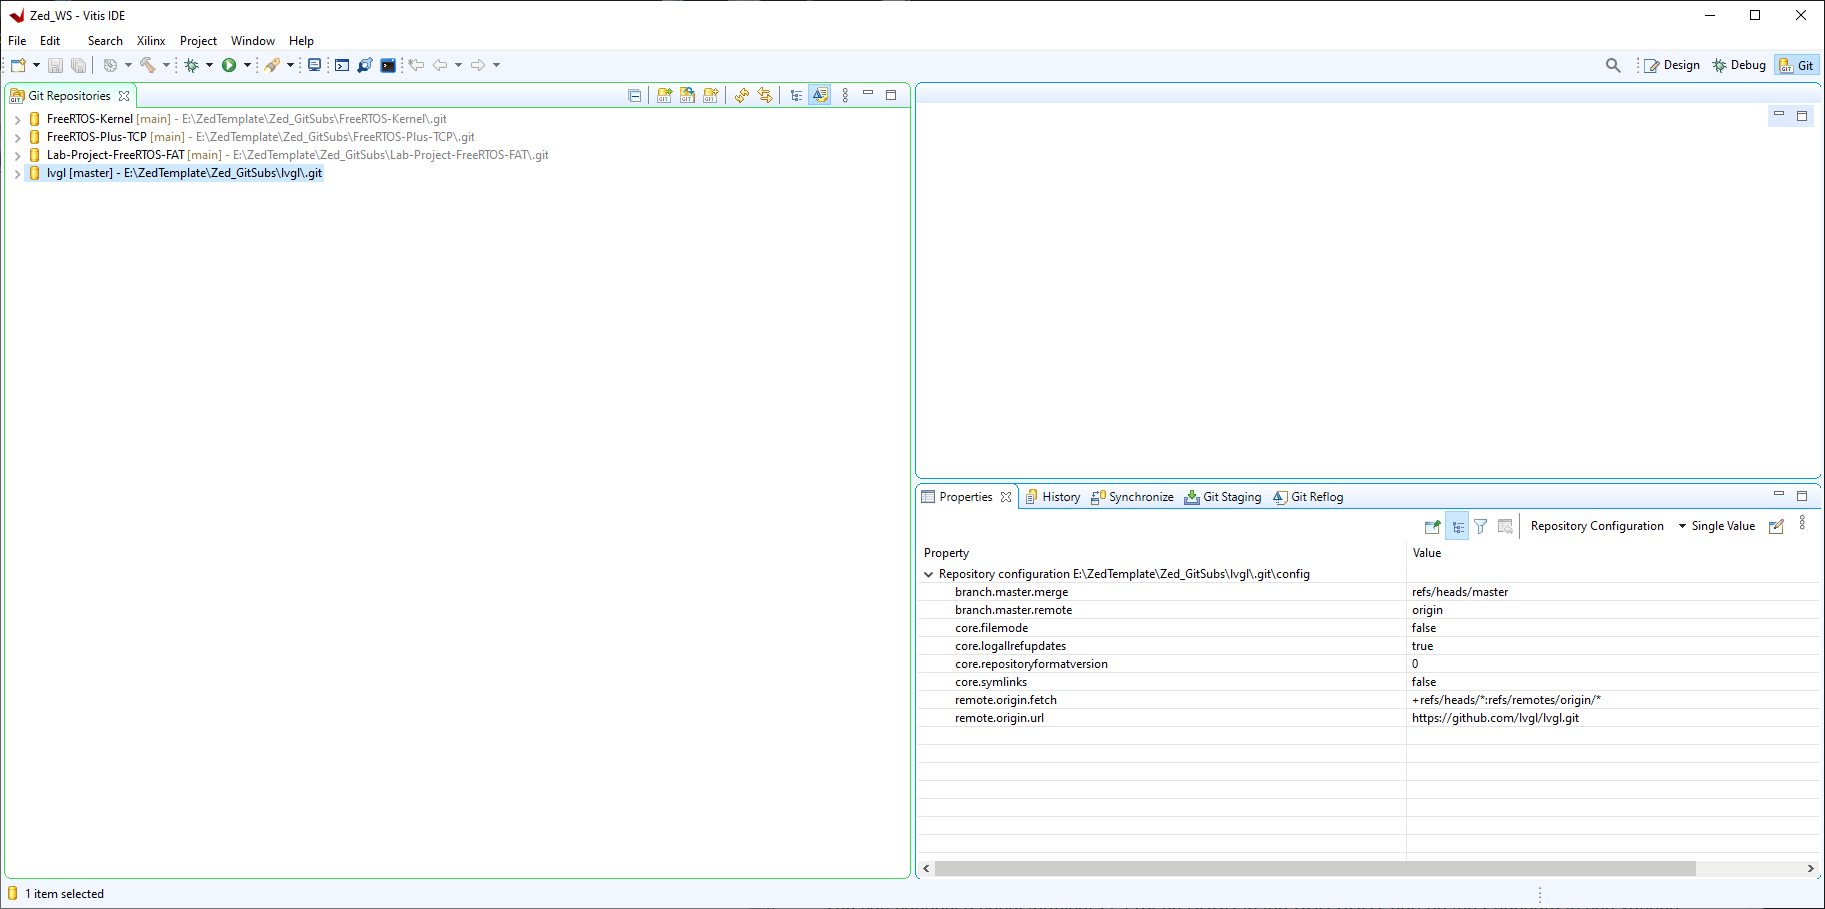 Zed_WS - Vitis IDE
File Edit Search Xilinx Project Window Help
Design Debug Git
Git Repositories
FreeRTOS-Kernel [main] - E:\ZedTemplate\Zed_GitSubs\FreeRTOS-Kernel\.git
FreeRTOS-Plus-TCP [main] - E:\ZedTemplate\Zed_GitSubs\FreeRTOS-Plus-TCP\.git
Lab-Project-FreeRTOS-FAT [main] - E:\ZedTemplate\Zed_GitSubs\Lab-Project-FreeRTOS-FAT\.git
lvgl [master] - E:\ZedTemplate\Zed_GitSubs\lvgl\.git
Properties History Synchronize Git Staging Git Reflog
Repository Configuration Single Value
Property Value
Repository configuration E:\ZedTemplate\Zed_GitSubs\lvgl\.git\config
branch.master.merge refs/heads/master
branch.master.remote origin
core.filemode false
core.logallrefupdates true
core.repositoryformatversion 0
core.symlinks false
remote.origin.fetch +refs/heads/*:refs/remotes/origin/*
remote.origin.url https://github.com/lvgl/lvgl.git
1 item selected